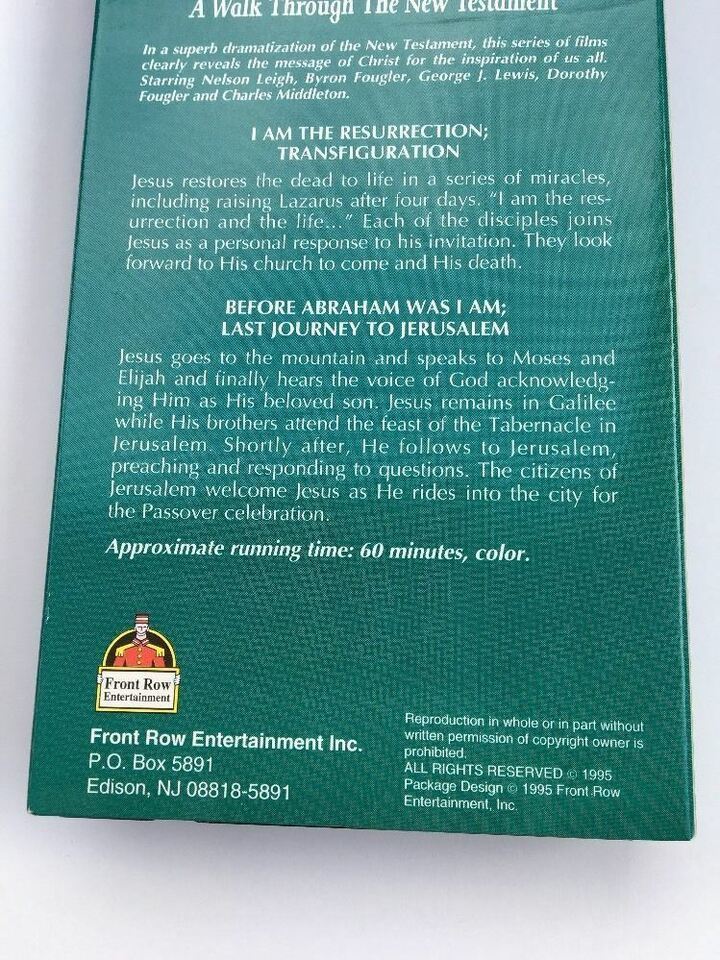 A Walk Through The New Testament
In a superb dramatization of the New Testament, this series of films
clearly reveals the message of Christ for the inspiration of us all.
Starring Nelson Leigh, Byron Fougler, George J. Lewis, Dorothy
Fougler and Charles Middleton.
I AM THE RESURRECTION;
TRANSFIGURATION
Jesus restores the dead to life in a series of miracles,
including raising Lazarus after four days. "I am the res-
urrection and the life..." Each of the disciples joins
Jesus as a personal response to his invitation. They look
forward to His church to come and His death.
BEFORE ABRAHAM WAS I AM;
LAST JOURNEY TO JERUSALEM
Jesus goes to the mountain and speaks to Moses and
Elijah and finally hears the voice of God acknowledg-
ing Him as His beloved son. Jesus remains in Galilee
while His brothers attend the feast of the Tabernacle in
Jerusalem. Shortly after, He follows to Jerusalem,
preaching and responding to questions. The citizens of
Jerusalem welcome Jesus as He rides into the city for
the Passover celebration.
Approximate running time: 60 minutes, color.
Front Row
Entertainment
Front Row Entertainment Inc.
P.O. Box 5891
Edison, NJ 08818-5891
Reproduction in whole or in part without
written permission of copyright owner is
prohibited.
ALL RIGHTS RESERVED © 1995
Package Design © 1995 Front Row
Entertainment, Inc.